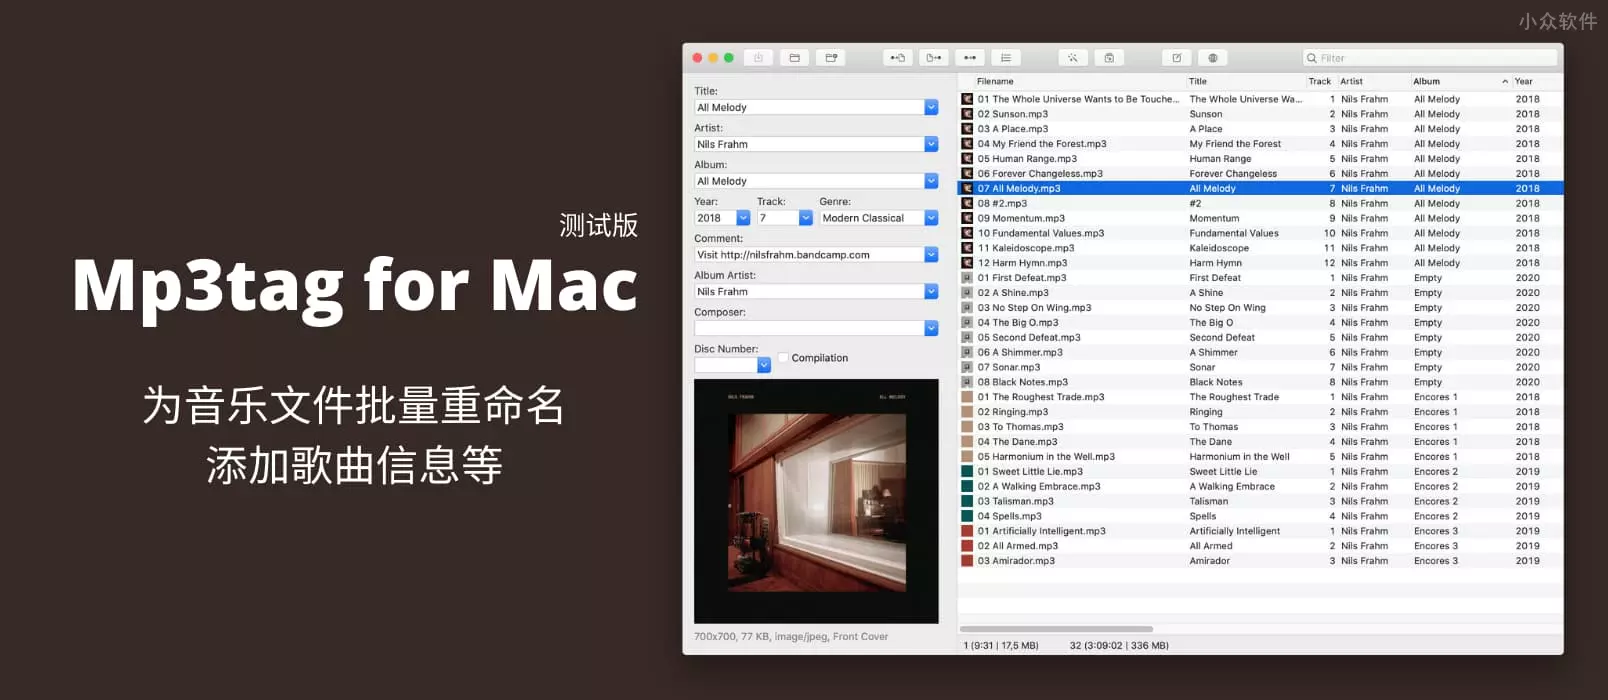 小众软件
测试版
Mp3tag for Mac
为音乐文件批量重命名
添加歌曲信息等
Filter
Title:
All Melody
Artist:
Nils Frahm
Album:
All Melody
Year: Track: Genre:
2018 7 Modern Classical
Comment:
Visit http://nilsfrahm.bandcamp.com
Album Artist:
Nils Frahm
Composer:
Disc Number:
Compilation
NILS FRAHM ALL MELODY
700x700, 77 KB, image/jpeg, Front Cover
Filename Title Track Artist Album Year
01 The Whole Universe Wants to Be Touche... The Whole Universe Wa... 1 Nils Frahm All Melody 2018
02 Sunson.mp3 Sunson 2 Nils Frahm All Melody 2018
03 A Place.mp3 A Place 3 Nils Frahm All Melody 2018
04 My Friend the Forest.mp3 My Friend the Forest 4 Nils Frahm All Melody 2018
05 Human Range.mp3 Human Range 5 Nils Frahm All Melody 2018
06 Forever Changeless.mp3 Forever Changeless 6 Nils Frahm All Melody 2018
07 All Melody.mp3 All Melody 7 Nils Frahm All Melody 2018
08 #2.mp3 #2 8 Nils Frahm All Melody 2018
09 Momentum.mp3 Momentum 9 Nils Frahm All Melody 2018
10 Fundamental Values.mp3 Fundamental Values 10 Nils Frahm All Melody 2018
11 Kaleidoscope.mp3 Kaleidoscope 11 Nils Frahm All Melody 2018
12 Harm Hymn.mp3 Harm Hymn 12 Nils Frahm All Melody 2018
01 First Defeat.mp3 First Defeat 1 Nils Frahm Empty 2020
02 A Shine.mp3 A Shine 2 Nils Frahm Empty 2020
03 No Step On Wing.mp3 No Step On Wing 3 Nils Frahm Empty 2020
04 The Big O.mp3 The Big O 4 Nils Frahm Empty 2020
05 Second Defeat.mp3 Second Defeat 5 Nils Frahm Empty 2020
06 A Shimmer.mp3 A Shimmer 6 Nils Frahm Empty 2020
07 Sonar.mp3 Sonar 7 Nils Frahm Empty 2020
08 Black Notes.mp3 Black Notes 8 Nils Frahm Empty 2020
01 The Roughest Trade.mp3 The Roughest Trade 1 Nils Frahm Encores 1 2018
02 Ringing.mp3 Ringing 2 Nils Frahm Encores 1 2018
03 To Thomas.mp3 To Thomas 3 Nils Frahm Encores 1 2018
04 The Dane.mp3 The Dane 4 Nils Frahm Encores 1 2018
05 Harmonium in the Well.mp3 Harmonium in the Well 5 Nils Frahm Encores 1 2018
01 Sweet Little Lie.mp3 Sweet Little Lie 1 Nils Frahm Encores 2 2019
02 A Walking Embrace.mp3 A Walking Embrace 2 Nils Frahm Encores 2 2019
03 Talisman.mp3 Talisman 3 Nils Frahm Encores 2 2019
04 Spells.mp3 Spells 4 Nils Frahm Encores 2 2019
01 Artificially Intelligent.mp3 Artificially Intelligent 1 Nils Frahm Encores 3 2019
02 All Armed.mp3 All Armed 2 Nils Frahm Encores 3 2019
03 Amirador.mp3 Amirador 3 Nils Frahm Encores 3 2019
1 (9:31 | 17,5 MB) 32 (3:09:02 | 336 MB)